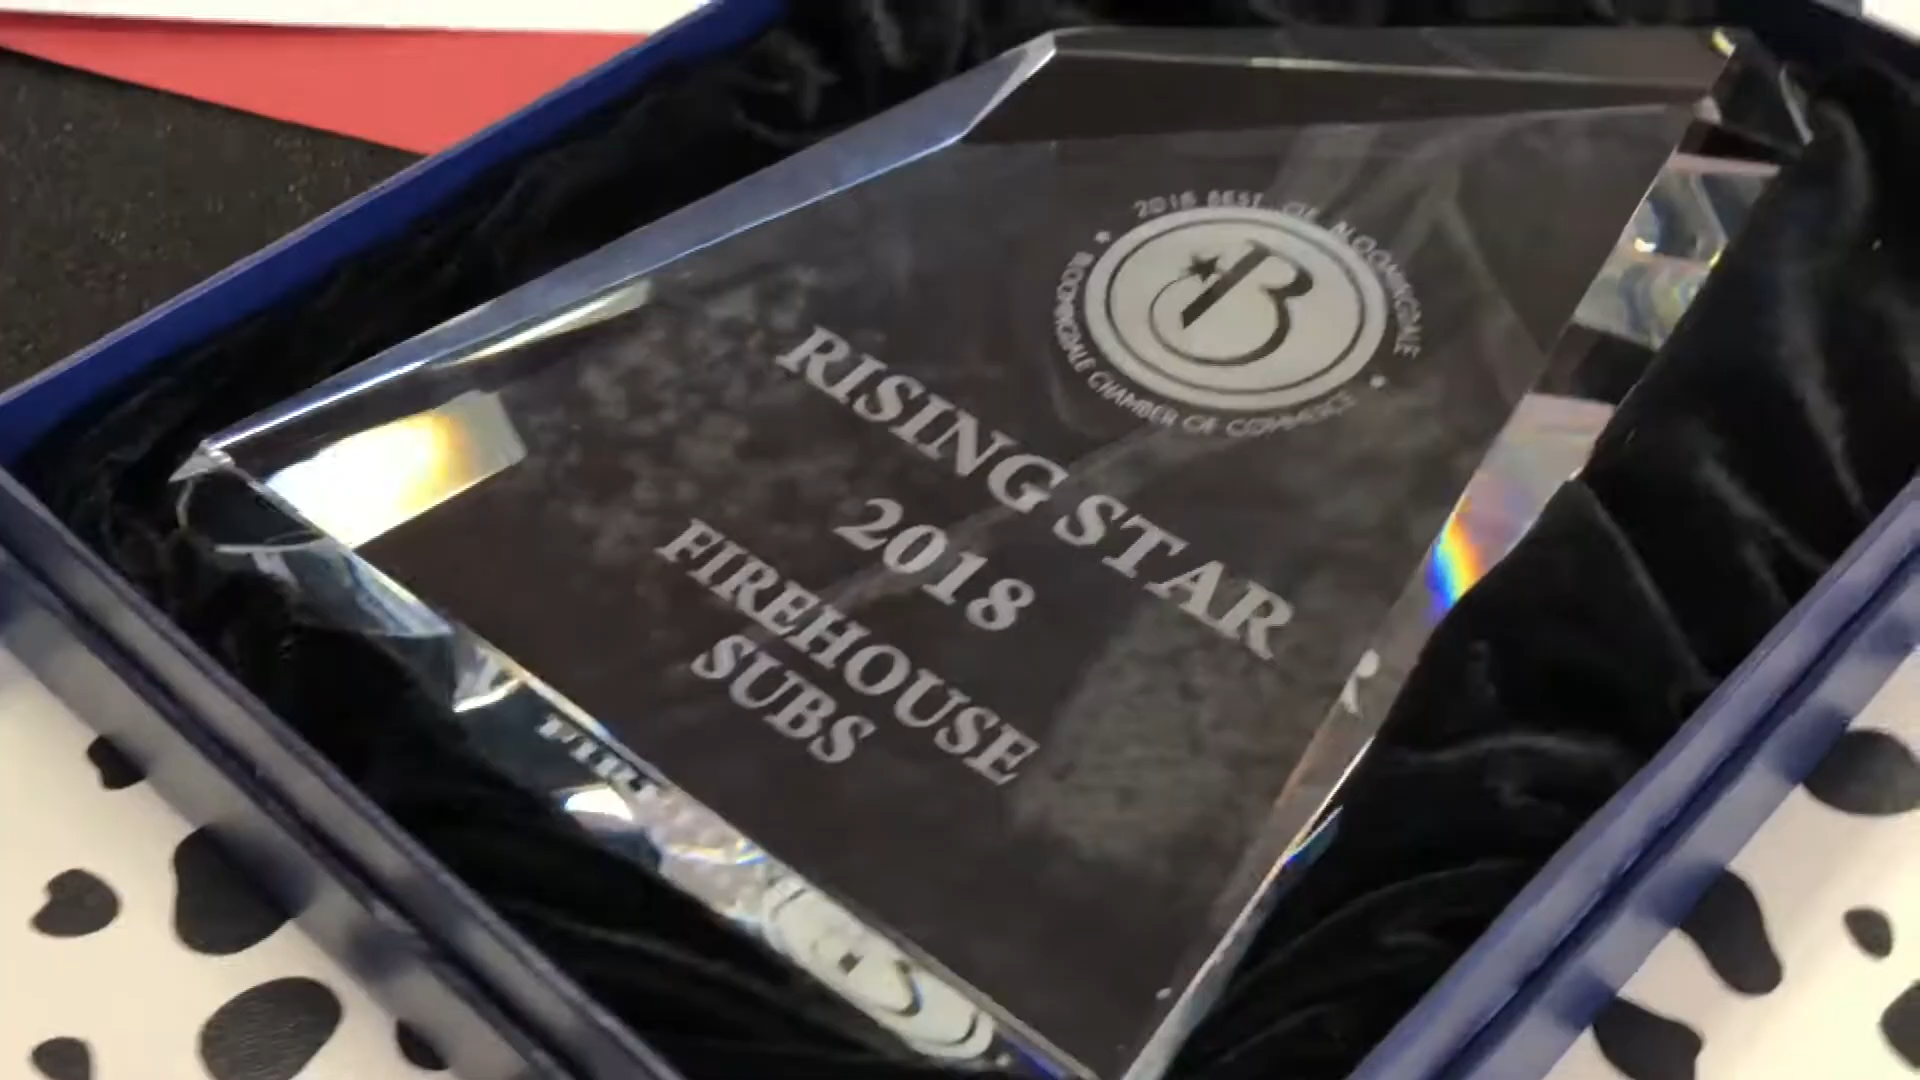 2018 BEST OF BLOOMINGDALE
B
BLOOMINGDALE CHAMBER OF COMMERCE
RISING STAR
2018
FIREHOUSE
SUBS